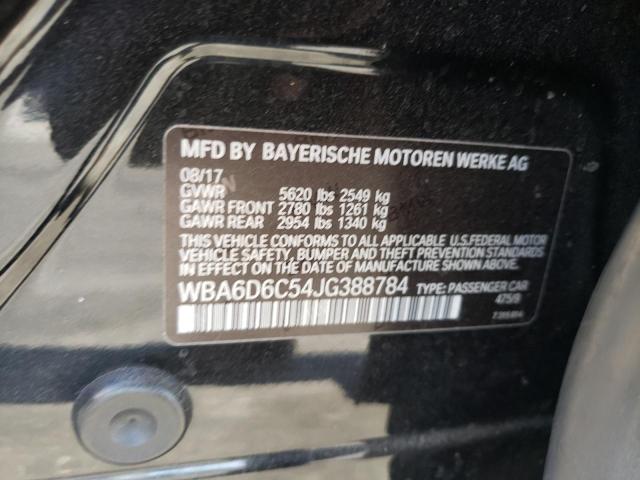 MFD BY BAYERISCHE MOTOREN WERKE AG
08/17
GVWR 5620 lbs 2549 kg
GAWR FRONT 2780 lbs 1261 kg
GAWR REAR 2954 lbs 1340 kg
THIS VEHICLE CONFORMS TO ALL APPLICABLE U.S.FEDERAL MOTOR
VEHICLE SAFETY, BUMPER, AND THEFT PREVENTION STANDARDS
IN EFFECT ON THE DATE OF MANUFACTURE SHOWN ABOVE.
WBA6D6C54JG388784 TYPE: PASSENGER CAR